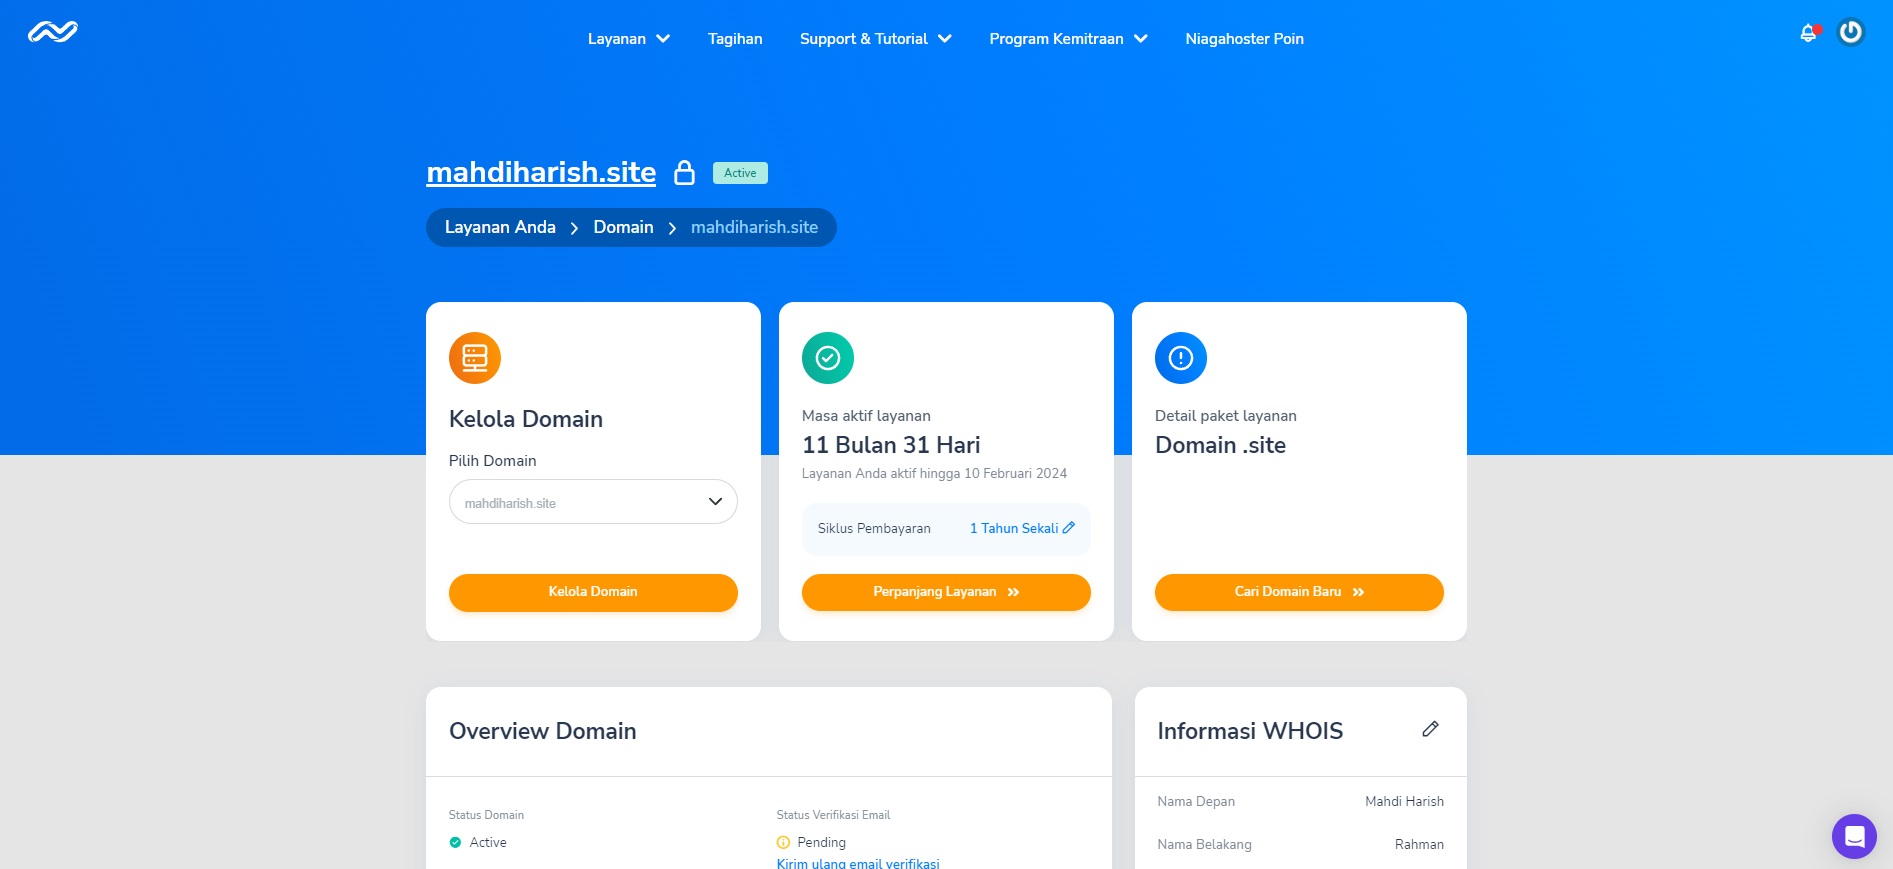 Layanan Tagihan Support & Tutorial Program Kemitraan Niagahoster Poin
mahdiharish.site Active
Layanan Anda > Domain > mahdiharish.site
Kelola Domain
Pilih Domain
mahdiharish.site
Kelola Domain
Masa aktif layanan
11 Bulan 31 Hari
Layanan Anda aktif hingga 10 Februari 2024
Siklus Pembayaran 1 Tahun Sekali
Perpanjang Layanan »
Detail paket layanan
Domain .site
Cari Domain Baru »
Overview Domain
Status Domain
Active
Status Verifikasi Email
Pending
Kirim ulang email verifikasi
Informasi WHOIS
Nama Depan Mahdi Harish
Nama Belakang Rahman